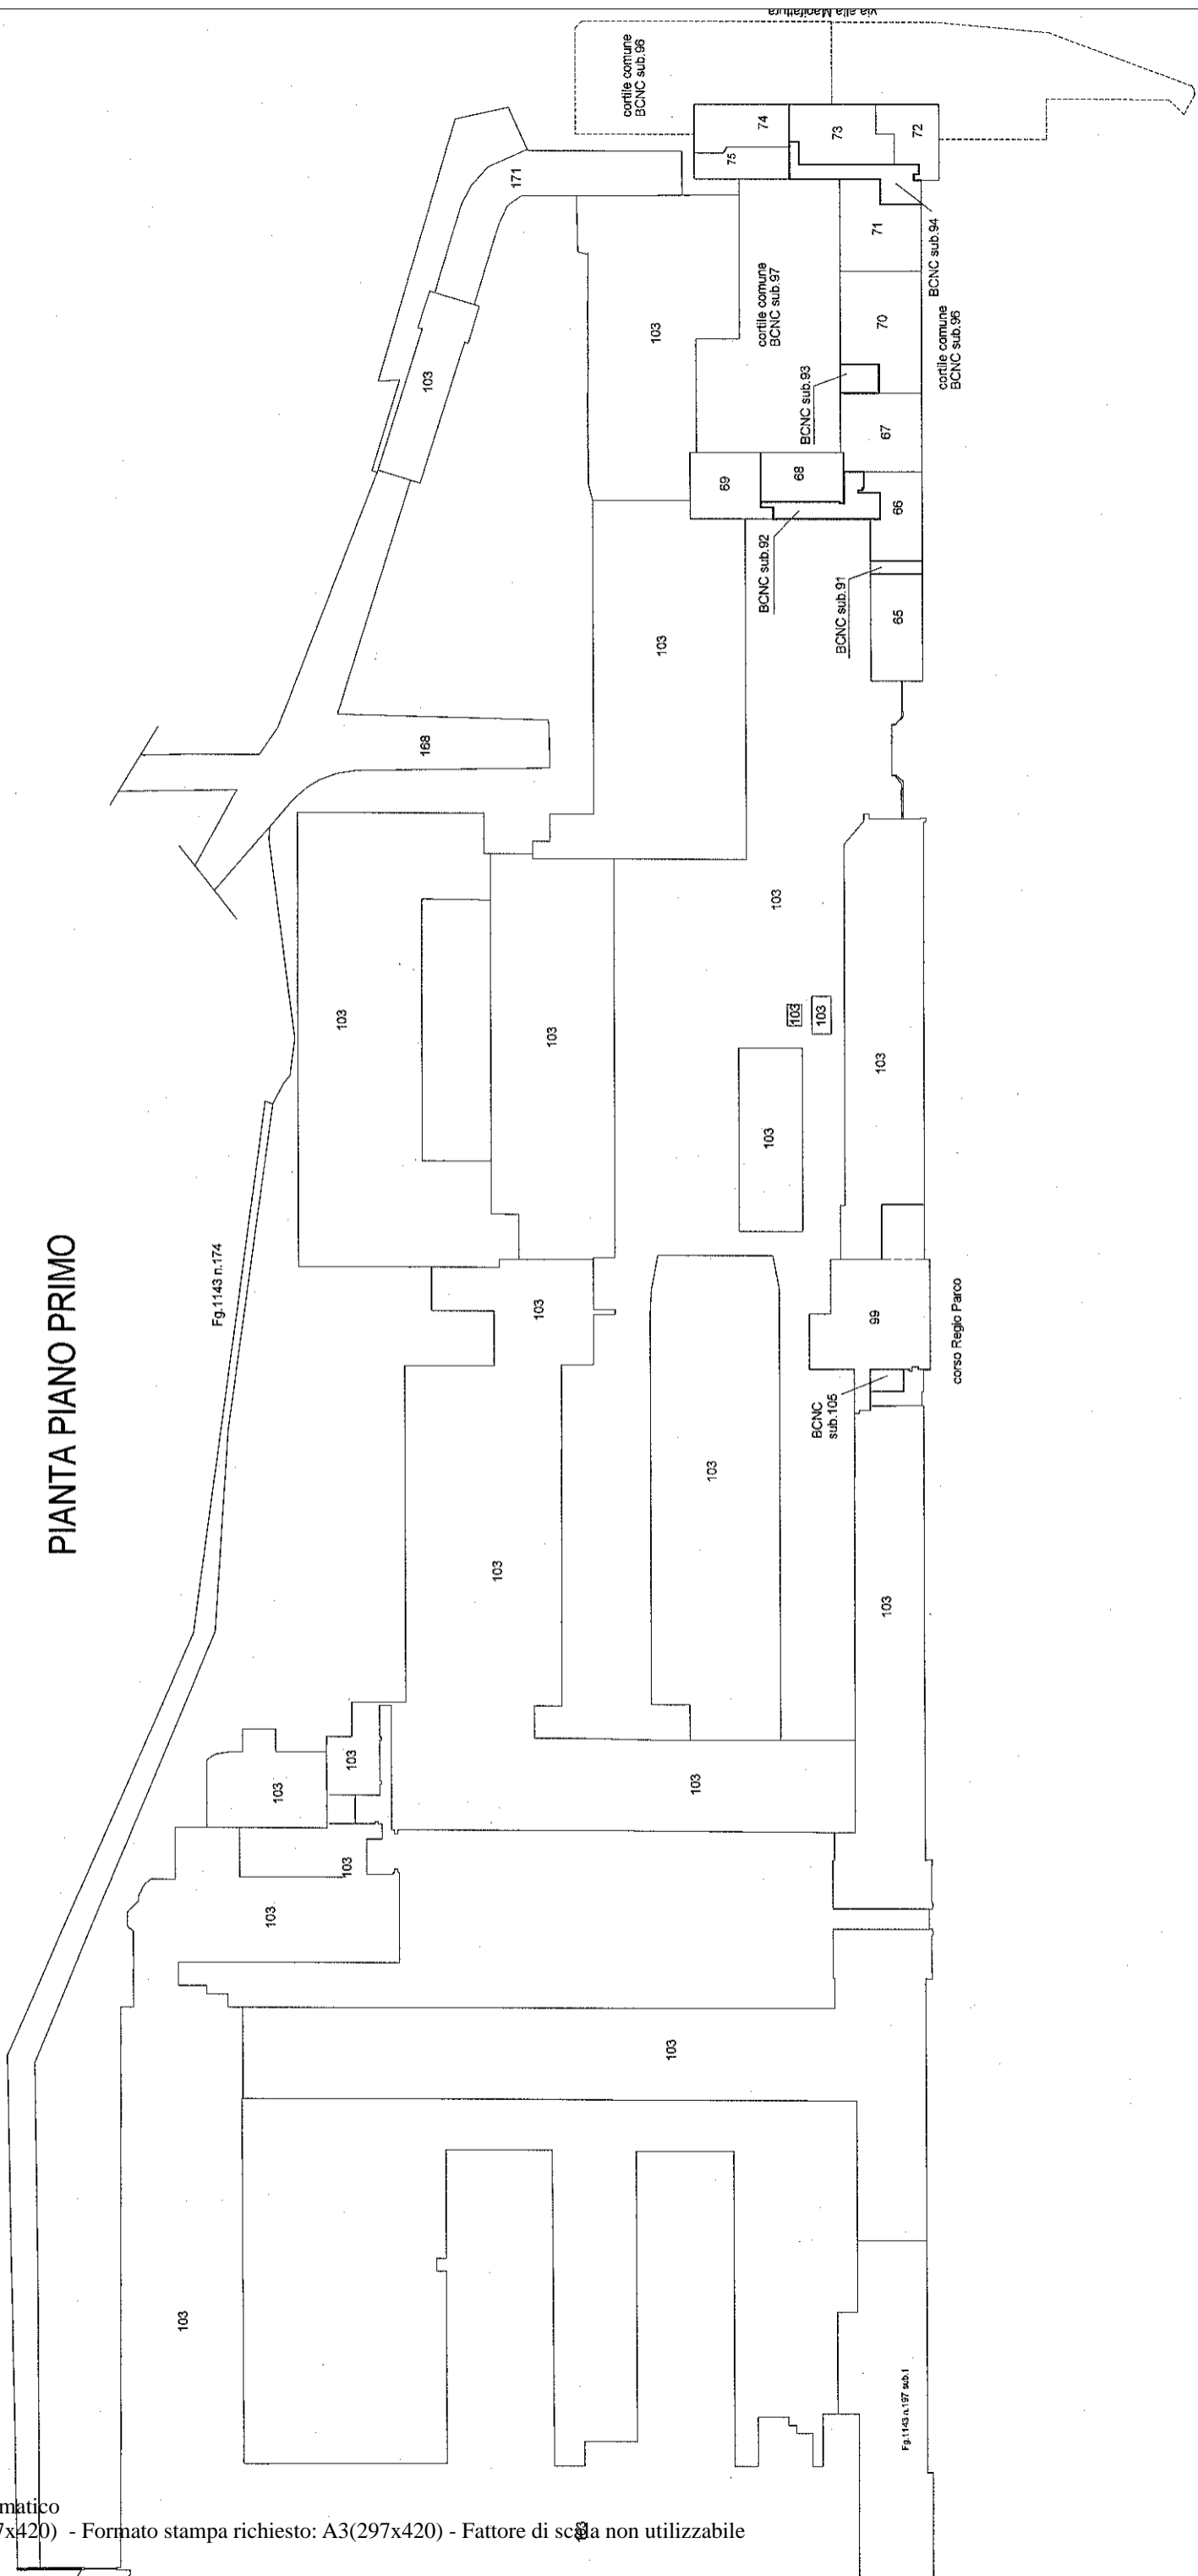 via alla Manifattura
cortile comune
BCNC sub.96
74
73
72
75
171
71
BCNC sub.94
cortile comune
BCNC sub.97
70
cortile comune
BCNC sub.96
103
103
BCNC sub.93
67
69
68
66
BCNC sub.92
BCNC sub.91
65
103
168
103
103
103
103
103
103
103
PIANTA PIANO PRIMO
Fg.1143 n.174
103
99
corso Regio Parco
BCNC
sub.105
103
103
103
103
103
103
103
103
103
103
Fg.1143 n.197 sub.1
103
matico
7x420) - Formato stampa richiesto: A3(297x420) - Fattore di scala non utilizzabile